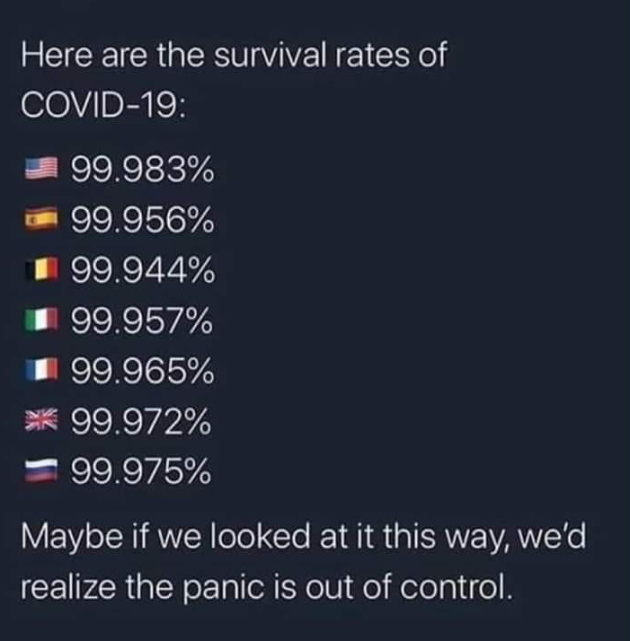 Here are the survival rates of
COVID-19:
🇺🇸 99.983%
🇪🇸 99.956%
🇧🇪 99.944%
🇮🇹 99.957%
🇫🇷 99.965%
🇬🇧 99.972%
🇷🇺 99.975%
Maybe if we looked at it this way, we'd
realize the panic is out of control.